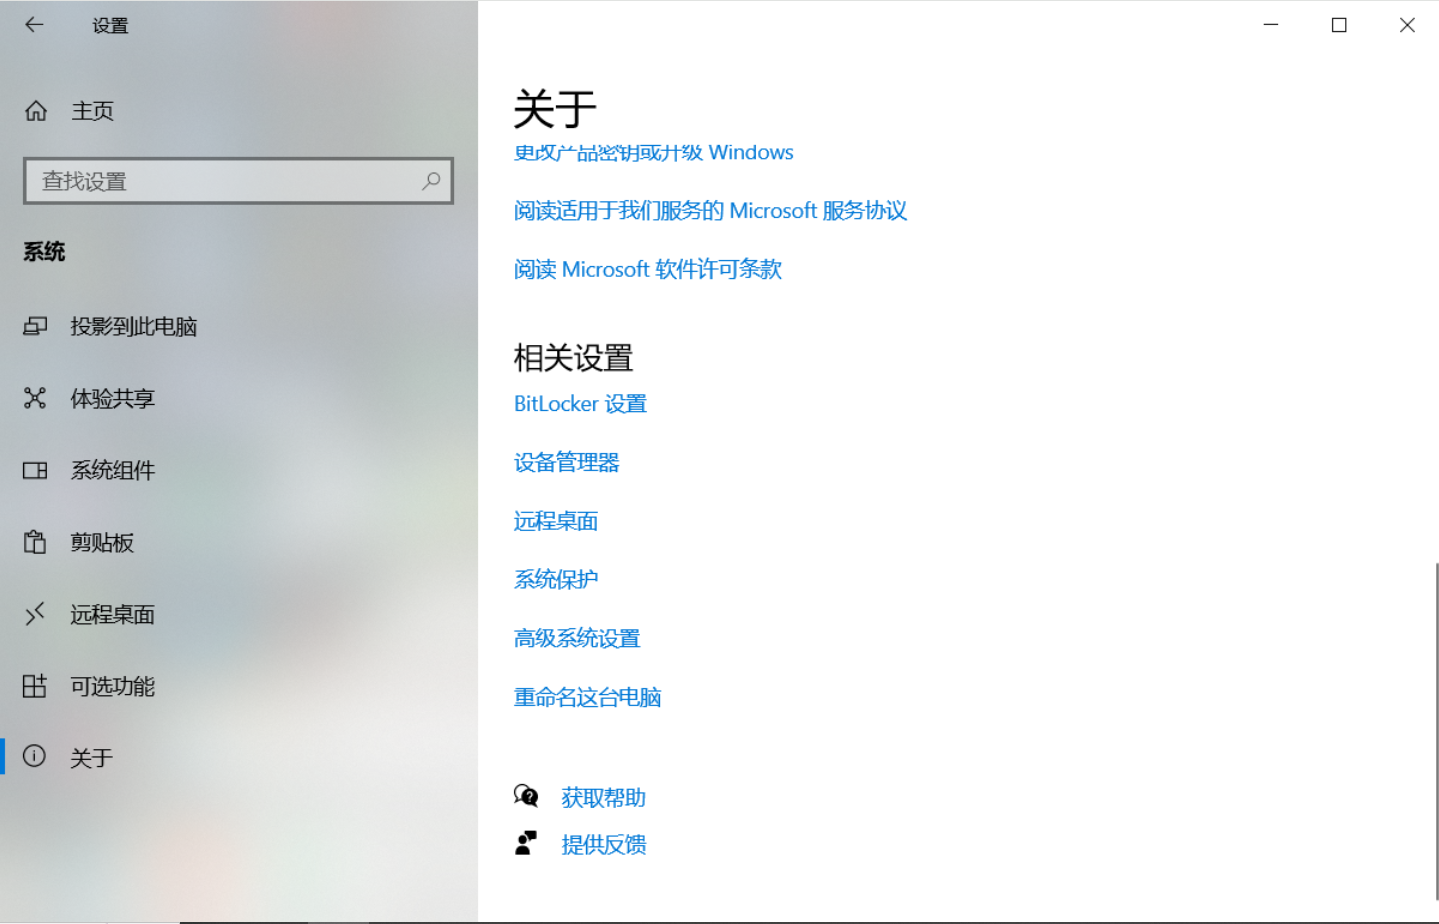 设置
主页
查找设置
系统
投影到此电脑
体验共享
系统组件
剪贴板
远程桌面
可选功能
关于
关于
更改产品密钥或升级 Windows
阅读适用于我们服务的 Microsoft 服务协议
阅读 Microsoft 软件许可条款
相关设置
BitLocker 设置
设备管理器
远程桌面
系统保护
高级系统设置
重命名这台电脑
获取帮助
提供反馈